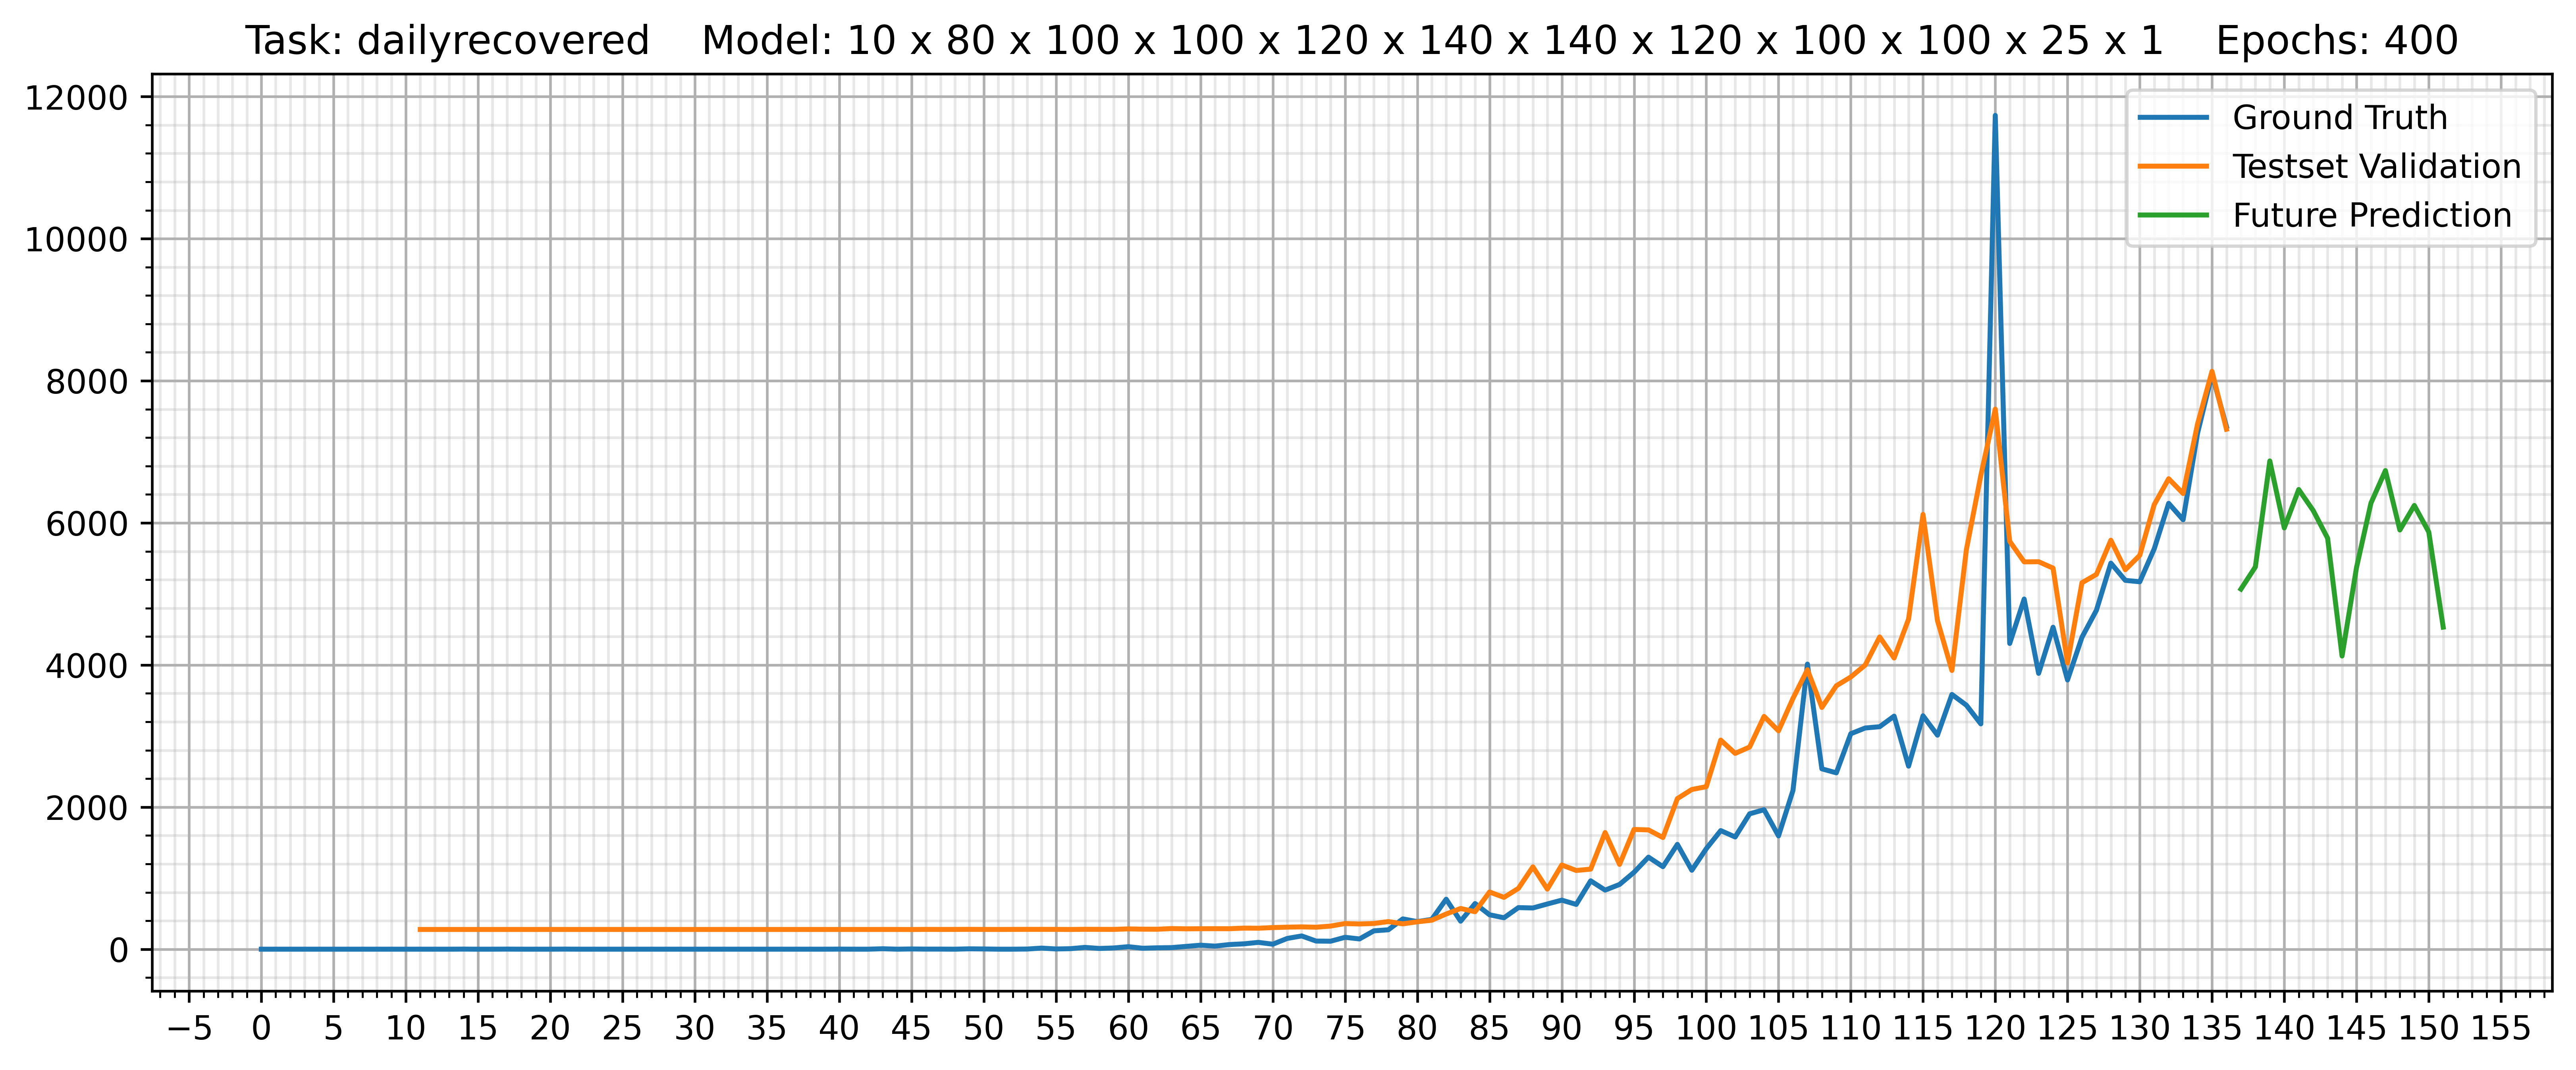 Task: dailyrecovered    Model: 10 x 80 x 100 x 100 x 120 x 140 x 140 x 120 x 100 x 100 x 25 x 1    Epochs: 400
12000
10000
8000
6000
4000
2000
0
Ground Truth
Testset Validation
Future Prediction
−5 0 5 10 15 20 25 30 35 40 45 50 55 60 65 70 75 80 85 90 95 100 105 110 115 120 125 130 135 140 145 150 155